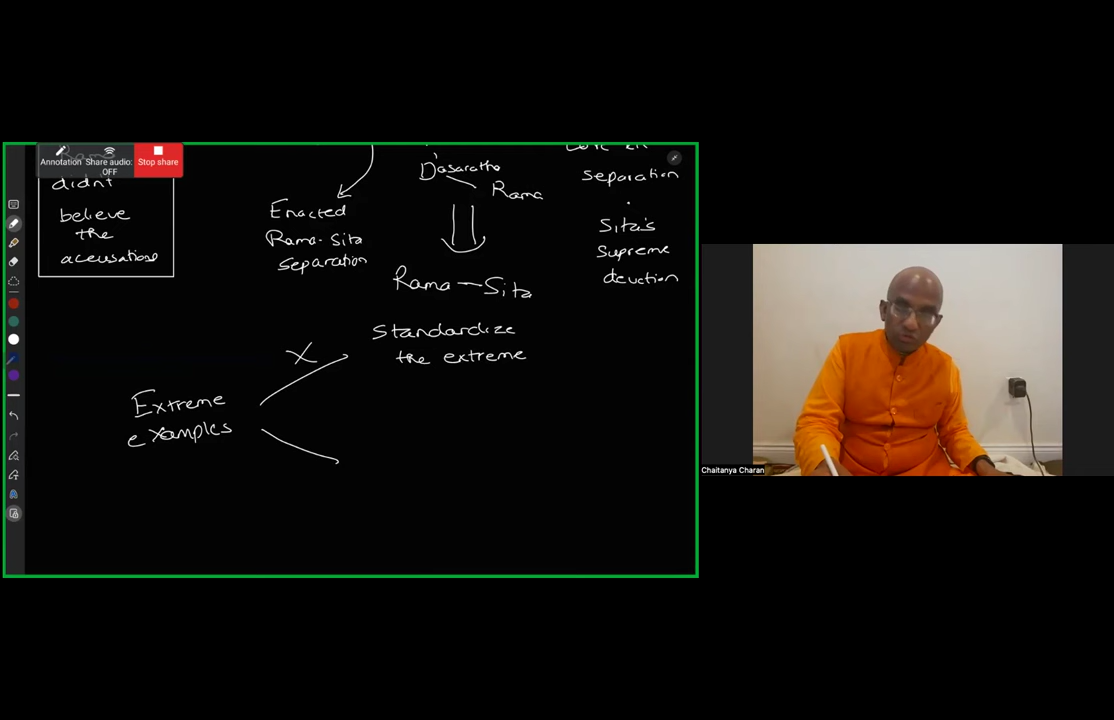 Annotation
Share audio:
OFF
Stop share
didn't
believe
the
accusations
Enacted
Rama-Sita
separation
Dasaratha
Rama
Rama — Sita
separation
Sita's
Supreme
devotion
Standardize
the extreme
X
Extreme
examples
Chaitanya Charan